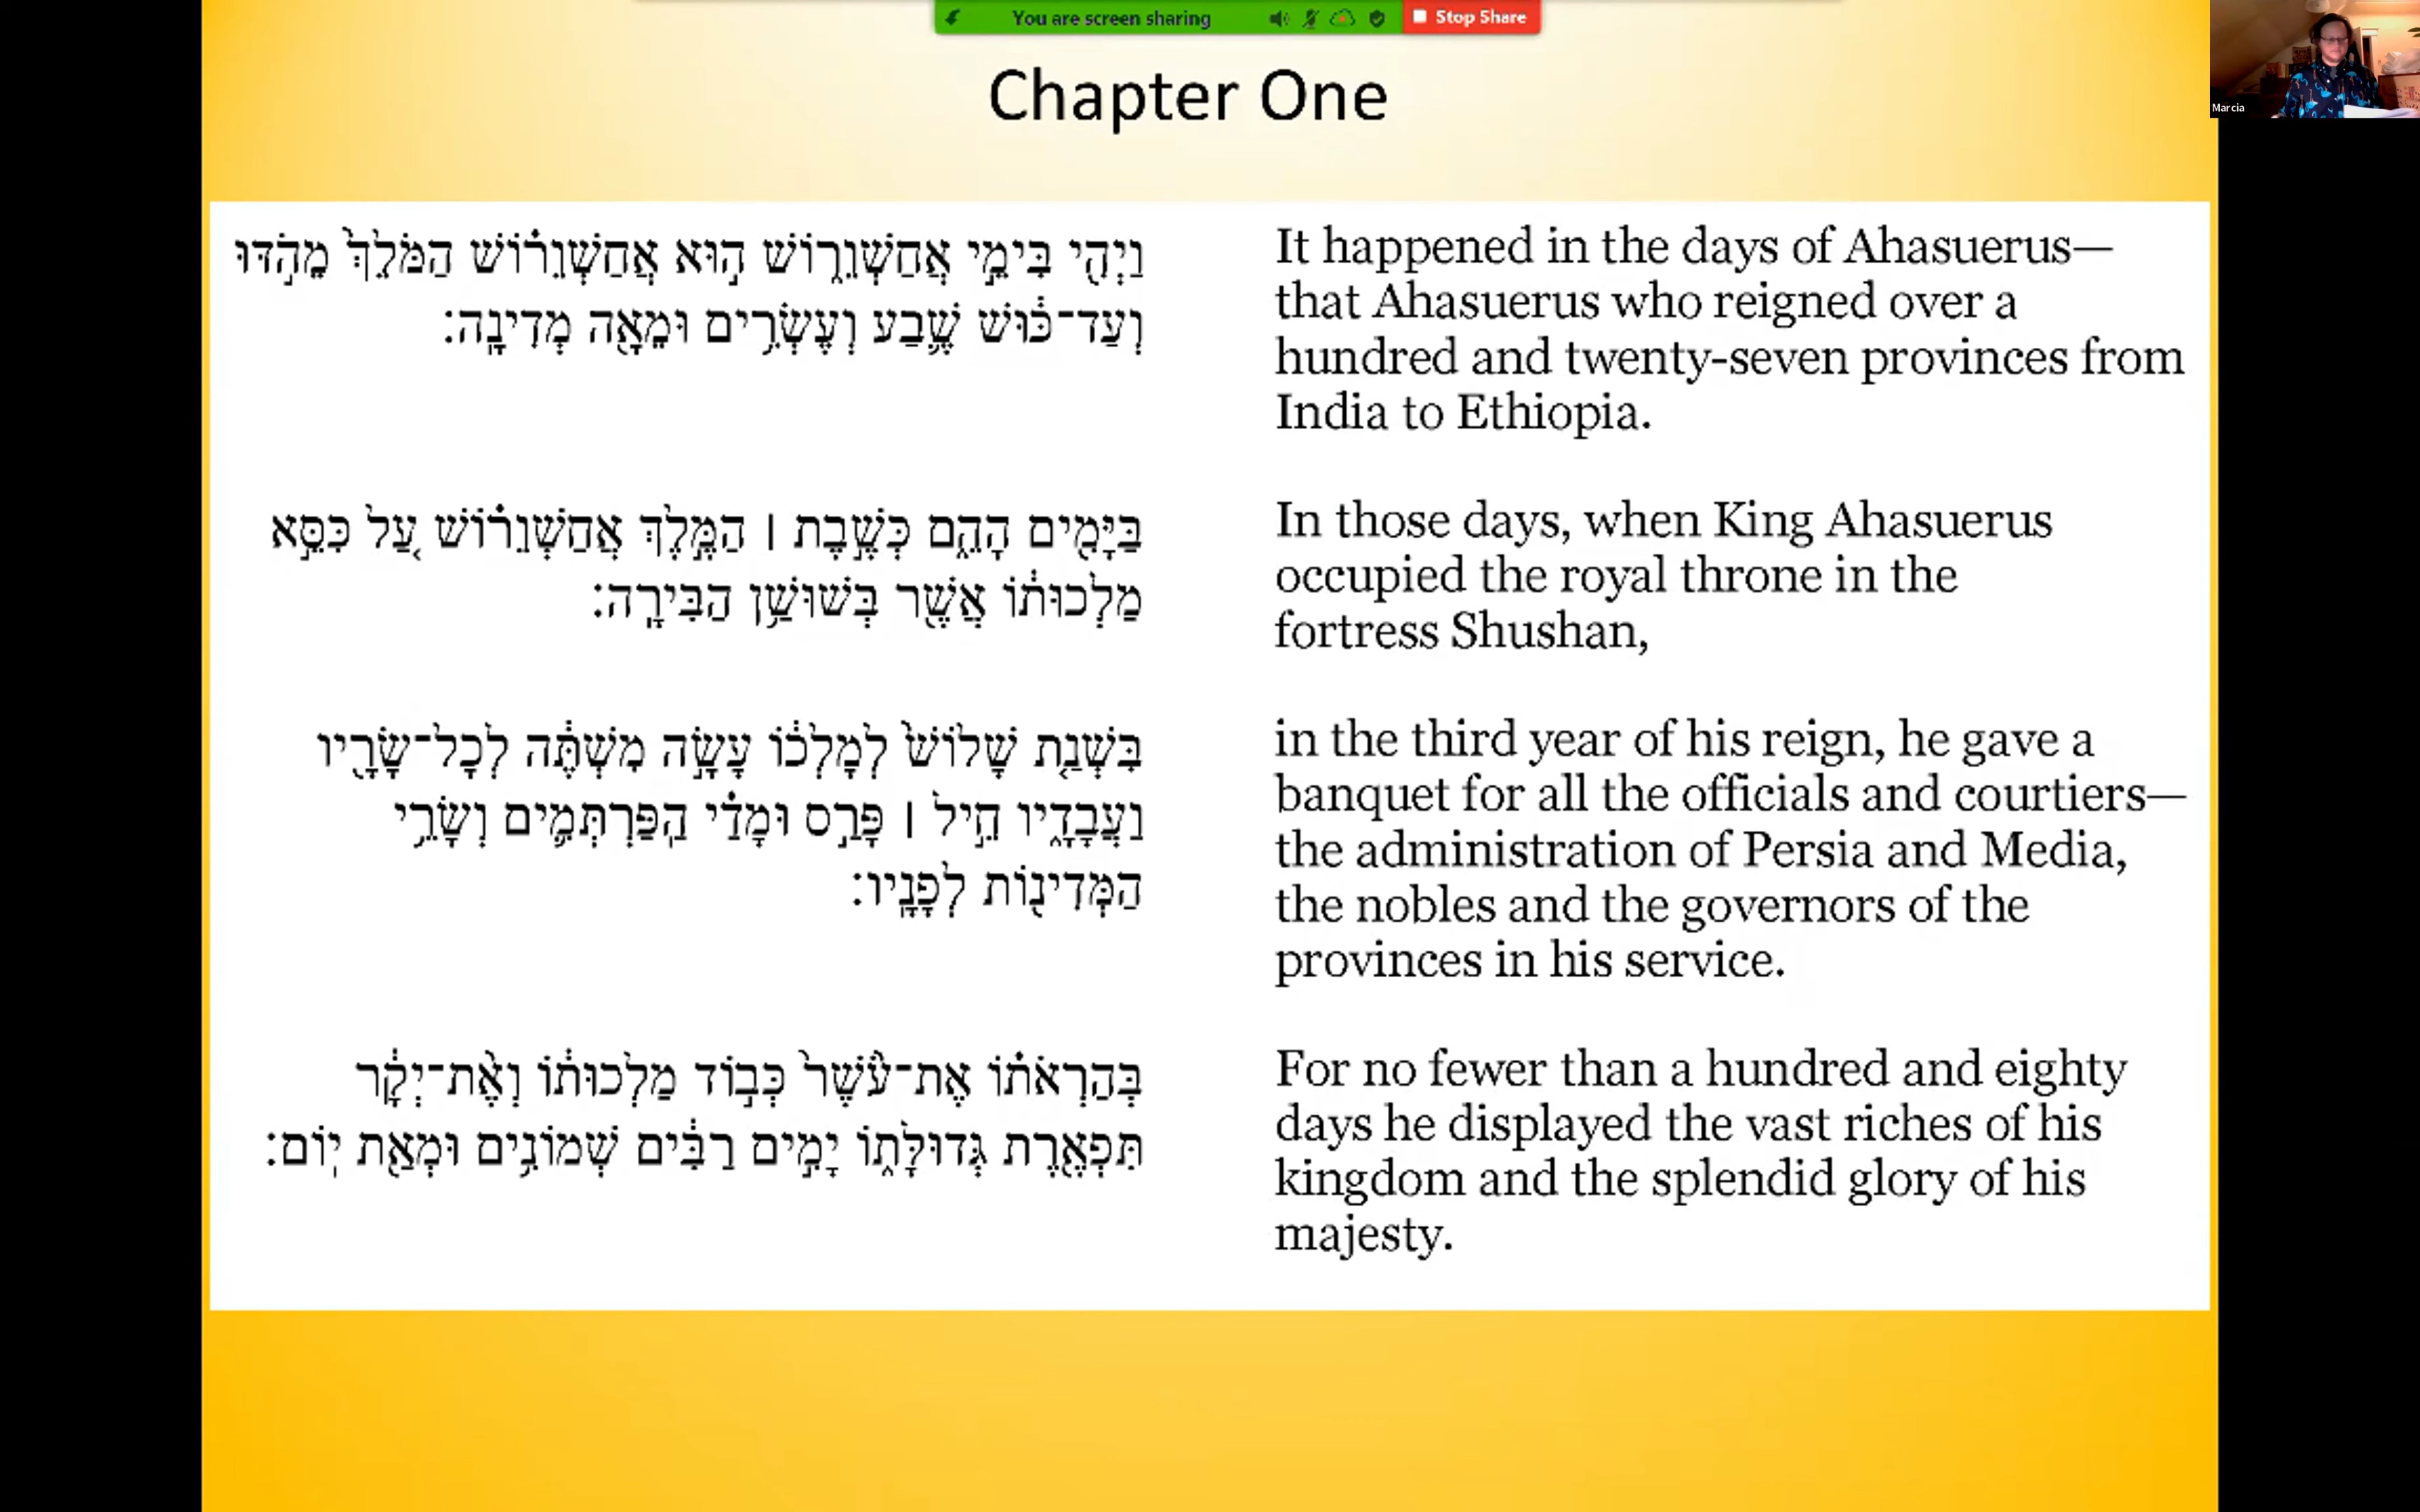 You are screen sharing
Stop Share
Marcia
Chapter One
וַיְהִ֖י בִּימֵ֣י אֲחַשְׁוֵר֑וֹשׁ ה֣וּא אֲחַשְׁוֵר֗וֹשׁ הַמֹּלֵךְ֙ מֵהֹ֣דּוּ
וְעַד־כּ֔וּשׁ שֶׁ֛בַע וְעֶשְׂרִ֥ים וּמֵאָ֖ה מְדִינָֽה׃
בַּיָּמִ֖ים הָהֵ֑ם כְּשֶׁ֣בֶת ׀ הַמֶּ֣לֶךְ אֲחַשְׁוֵר֗וֹשׁ עַ֚ל כִּסֵּ֣א
מַלְכוּת֔וֹ אֲשֶׁ֖ר בְּשׁוּשַׁ֥ן הַבִּירָֽה׃
בִּשְׁנַ֤ת שָׁלוֹשׁ֙ לְמׇלְכ֔וֹ עָשָׂ֣ה מִשְׁתֶּ֔ה לְכׇל־שָׂרָ֖יו
וַעֲבָדָ֑יו חֵ֣יל ׀ פָּרַ֣ס וּמָדַ֗י הַֽפַּרְתְּמִ֛ים וְשָׂרֵ֥י
הַמְּדִינ֖וֹת לְפָנָֽיו׃
בְּהַרְאֹת֗וֹ אֶת־עֹ֙שֶׁר֙ כְּב֣וֹד מַלְכוּת֔וֹ וְאֶ֨ת־יְקָ֔ר
תִּפְאֶ֖רֶת גְּדוּלָּת֑וֹ יָמִ֣ים רַבִּ֔ים שְׁמוֹנִ֥ים וּמְאַ֖ת יֽוֹם׃
It happened in the days of Ahasuerus—
that Ahasuerus who reigned over a
hundred and twenty-seven provinces from
India to Ethiopia.
In those days, when King Ahasuerus
occupied the royal throne in the
fortress Shushan,
in the third year of his reign, he gave a
banquet for all the officials and courtiers—
the administration of Persia and Media,
the nobles and the governors of the
provinces in his service.
For no fewer than a hundred and eighty
days he displayed the vast riches of his
kingdom and the splendid glory of his
majesty.